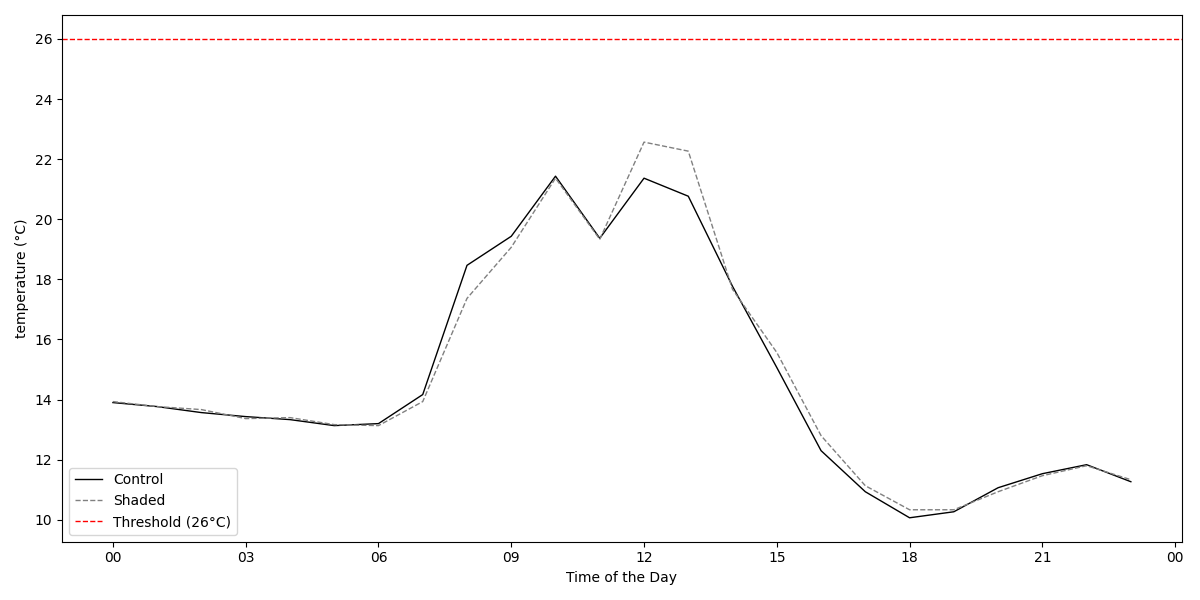 26
24
22
20
18
16
14
12
10
temperature (°C)
Control
Shaded
Threshold (26°C)
00 03 06 09 12 15 18 21 00
Time of the Day